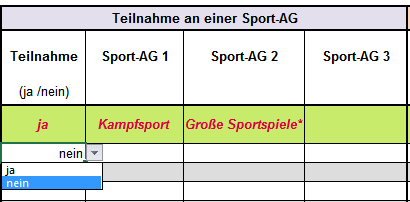 Teilnahme an einer Sport-AG
Teilnahme Sport-AG 1 Sport-AG 2 Sport-AG 3
(ja /nein)
ja Kampfsport Große Sportspiele*
nein
ja
nein